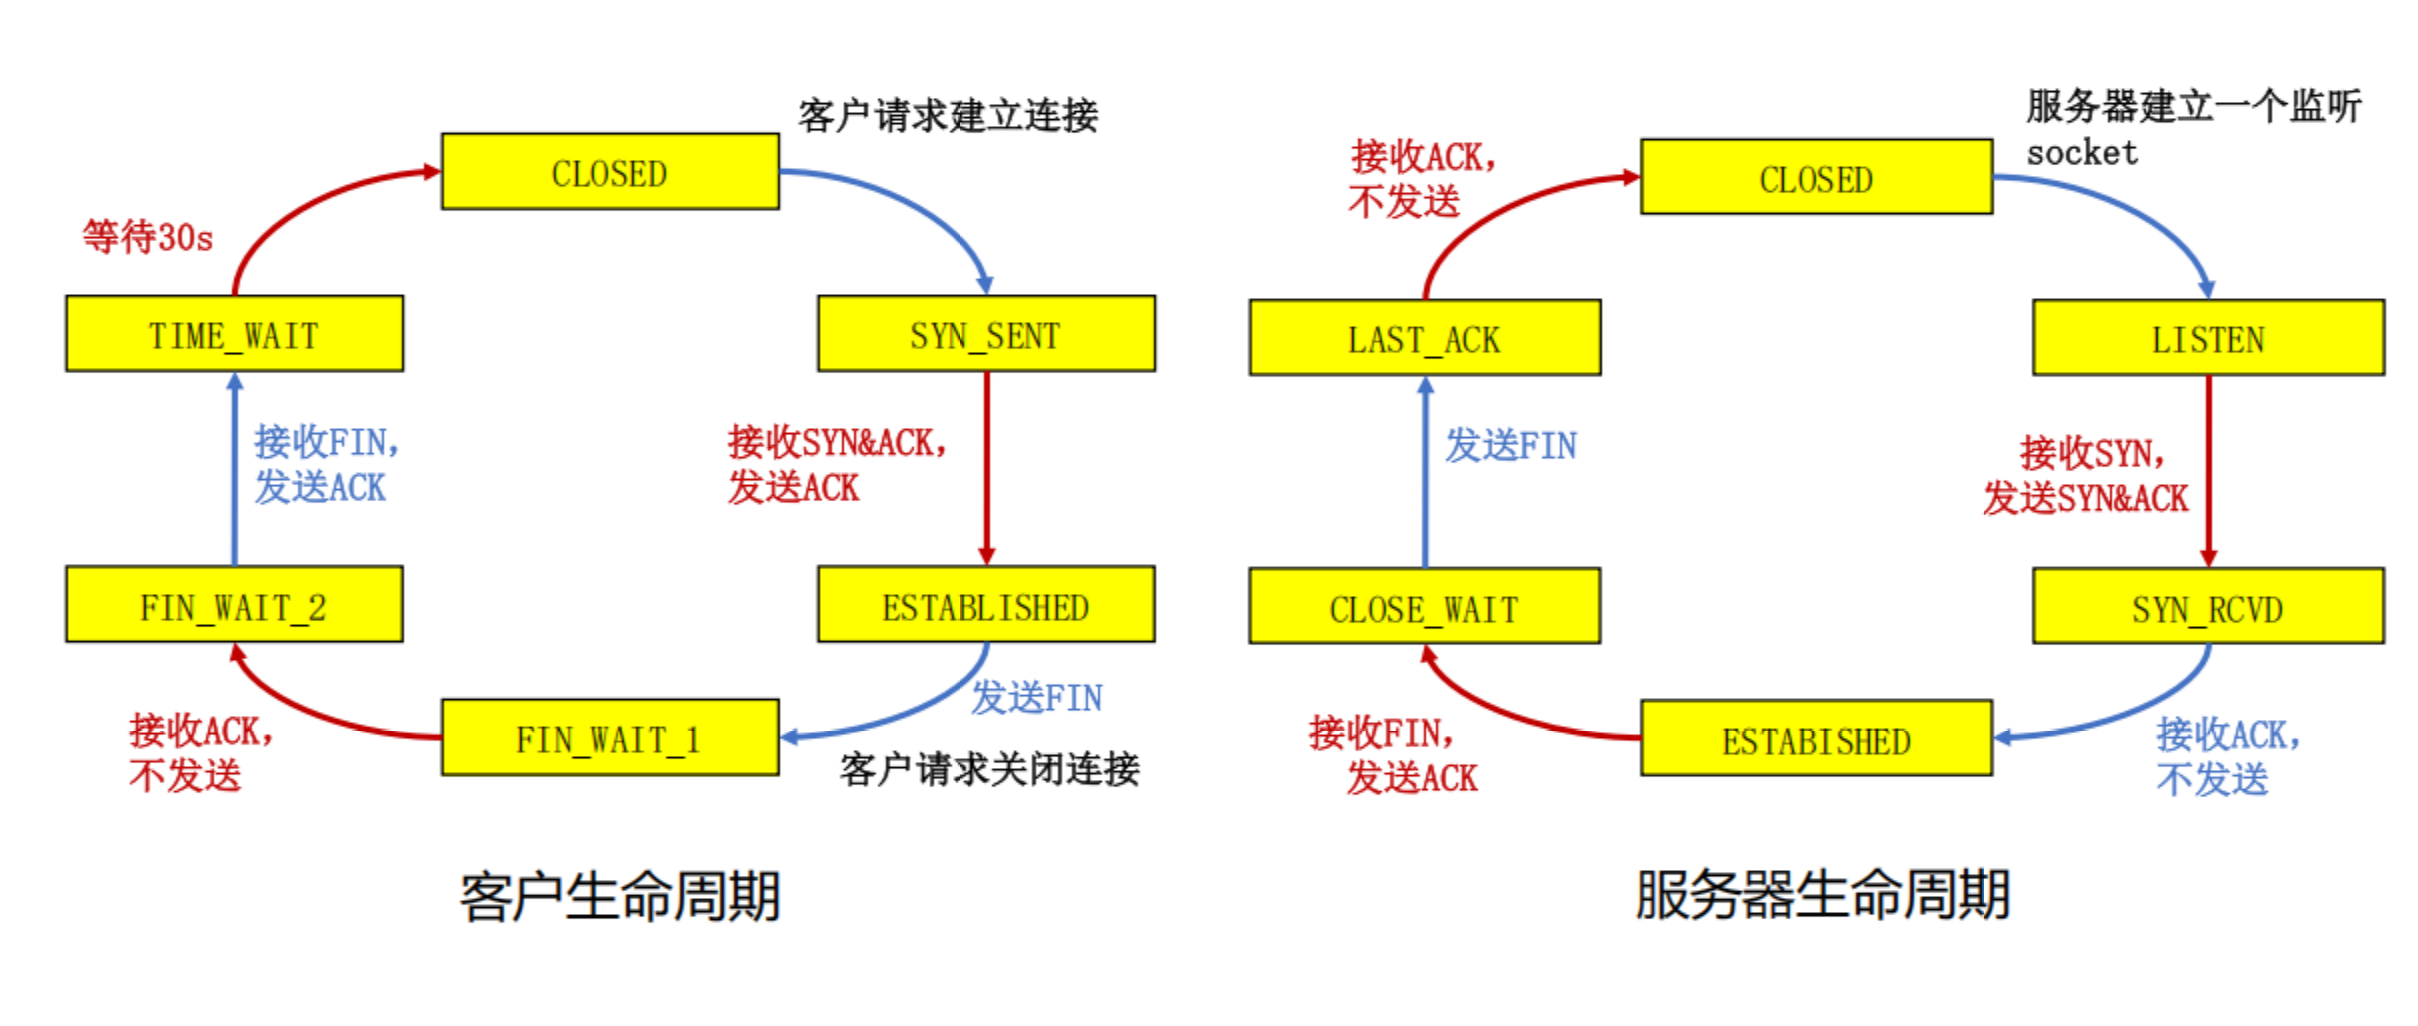 客户请求建立连接
CLOSED
等待30s
TIME_WAIT
SYN_SENT
接收FIN,
发送ACK
接收SYN&ACK,
发送ACK
FIN_WAIT_2
ESTABLISHED
发送FIN
接收ACK,
不发送
FIN_WAIT_1
客户请求关闭连接
客户生命周期
服务器建立一个监听
socket
接收ACK,
不发送
CLOSED
LAST_ACK
LISTEN
发送FIN
接收SYN,
发送SYN&ACK
CLOSE_WAIT
SYN_RCVD
接收FIN,
发送ACK
ESTABISHED
接收ACK,
不发送
服务器生命周期